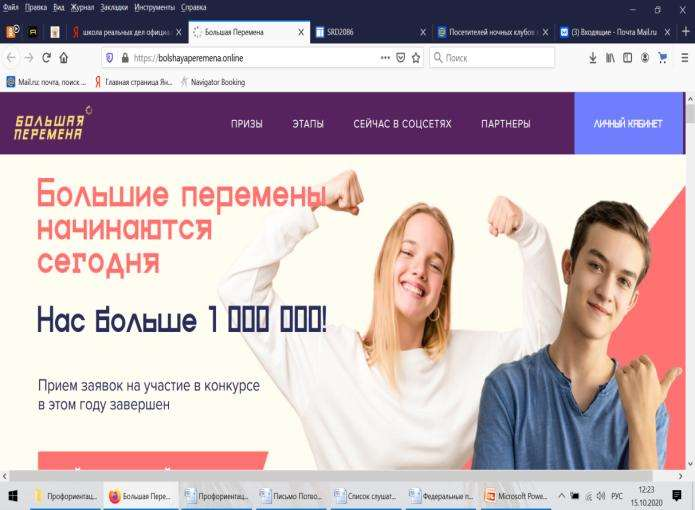 Файл Правка Вид Журнал Закладки Инструменты Справка
школа реальных дел официа
Большая Перемена
SRD2086
Посетителей ночных клубов
(3) Входящие - Почта Mail.ru
https://bolshayaperemena.online
Поиск
Mail.ru: почта, поиск ...
Главная страница Ян...
Navigator Booking
БОЛЬШАЯ
ПЕРЕМЕНА
ПРИЗЫ
ЭТАПЫ
СЕЙЧАС В СОЦСЕТЯХ
ПАРТНЕРЫ
ЛИЧНЫЙ КАБИНЕТ
Большие перемены
начинаются
сегодня
Нас больше 1 000 000!
Прием заявок на участие в конкурсе
в этом году завершен
Профориентац...
Большая Пере...
Профориентац...
Письмо Потво...
Список слушат...
Федеральные п...
Microsoft Powe...
РУС
12:23
15.10.2020